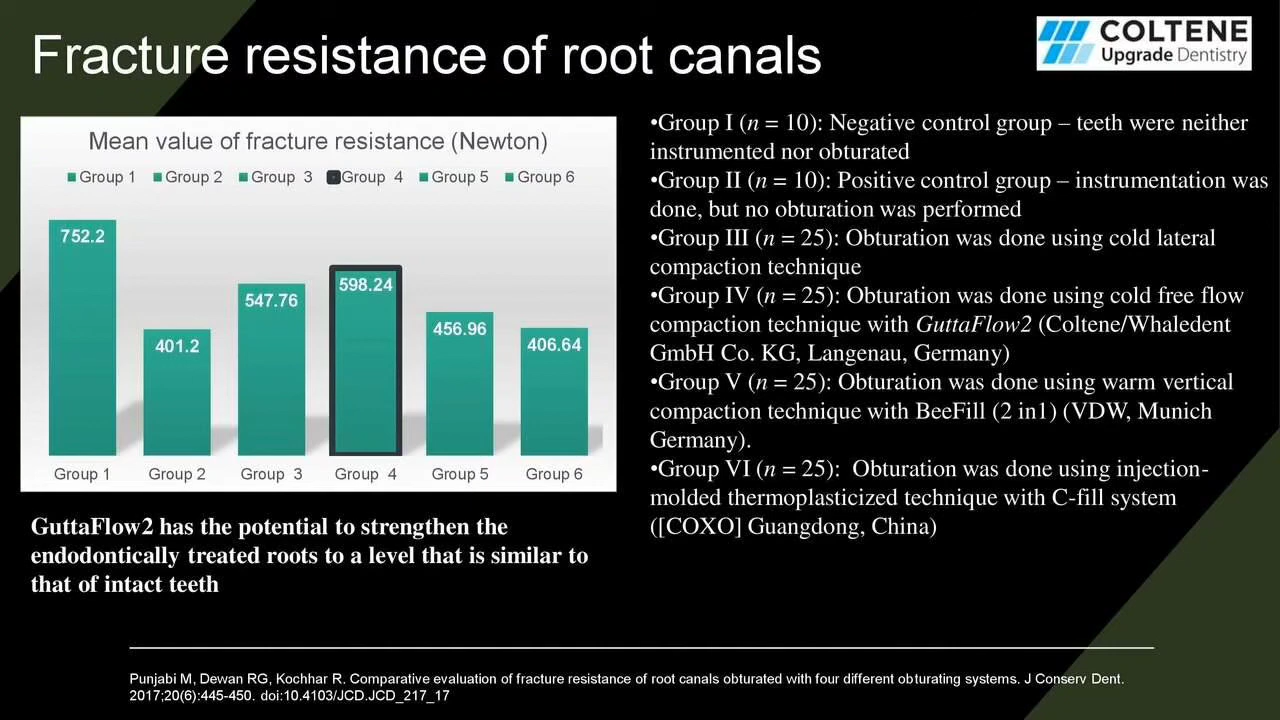 Fracture resistance of root canals
COLTENE
Upgrade Dentistry
Mean value of fracture resistance (Newton)
Group 1 Group 2 Group 3 Group 4 Group 5 Group 6
752.2
401.2
547.76
598.24
456.96
406.64
Group 1 Group 2 Group 3 Group 4 Group 5 Group 6
GuttaFlow2 has the potential to strengthen the
endodontically treated roots to a level that is similar to
that of intact teeth
•Group I (n = 10): Negative control group – teeth were neither
instrumented nor obturated
•Group II (n = 10): Positive control group – instrumentation was
done, but no obturation was performed
•Group III (n = 25): Obturation was done using cold lateral
compaction technique
•Group IV (n = 25): Obturation was done using cold free flow
compaction technique with GuttaFlow2 (Coltene/Whaledent
GmbH Co. KG, Langenau, Germany)
•Group V (n = 25): Obturation was done using warm vertical
compaction technique with BeeFill (2 in1) (VDW, Munich
Germany).
•Group VI (n = 25): Obturation was done using injection-
molded thermoplasticized technique with C-fill system
([COXO] Guangdong, China)
Punjabi M, Dewan RG, Kochhar R. Comparative evaluation of fracture resistance of root canals obturated with four different obturating systems. J Conserv Dent.
2017;20(6):445-450. doi:10.4103/JCD.JCD_217_17